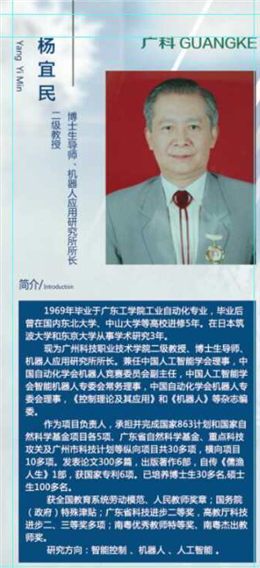 广科 GUANGKE
杨宜民
Yang Yi Min
博士生导师、机器人应用研究所所长
二级教授
简介/Introduction
1969年毕业于广东工学院工业自动化专业，毕业后
曾在国内东北大学、中山大学等高校进修5年。在日本筑
波大学和东京大学从事学术研究3年。
现为广州科技职业技术学院二级教授、博士生导师、
机器人应用研究所所长。兼任中国人工智能学会理事，中
国自动化学会机器人竞赛委员会副主任，中国人工智能学
会智能机器人专委会常务理事，中国自动化学会机器人专
委会理事，《控制理论及其应用》和《机器人》等杂志编
委。
作为项目负责人，承担并完成国家863计划和国家自
然科学基金项目各5项、广东省自然科学基金、重点科技
攻关及广州市科技计划等纵向项目共30多项，横向项目
10多项。发表论文300多篇，出版著作6部，自传《儒渔
人生》1部，获国家专利6项。已培养博士生30多名,硕士
生100多名。
获全国教育系统劳动模范、人民教师奖章；国务院
（政府）特殊津贴；广东省科技进步二等奖，高教厅科技
进步二、三等奖多项；南粤优秀教师特等奖、南粤杰出教
师奖。
研究方向：智能控制 、机器人 、人工智能 。